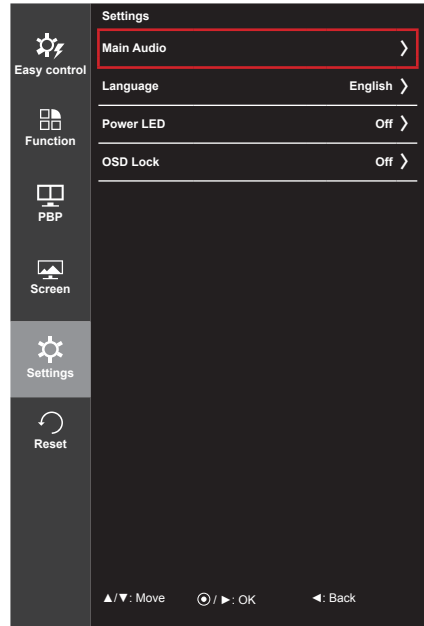 Easy control
Function
PBP
Screen
Settings
Reset
Settings
Main Audio
Language English
Power LED Off
OSD Lock Off
▲/▼: Move ⦿ / ►: OK ◄: Back